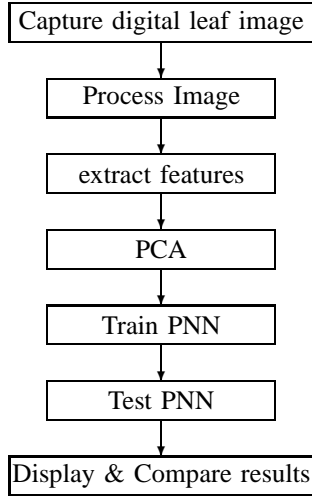 Capture digital leaf image
Process Image
extract features
PCA
Train PNN
Test PNN
Display & Compare results